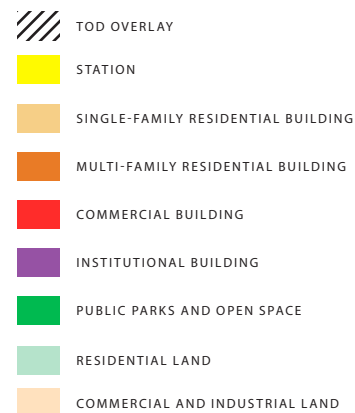 TOD OVERLAY
STATION
SINGLE-FAMILY RESIDENTIAL BUILDING
MULTI-FAMILY RESIDENTIAL BUILDING
COMMERCIAL BUILDING
INSTITUTIONAL BUILDING
PUBLIC PARKS AND OPEN SPACE
RESIDENTIAL LAND
COMMERCIAL AND INDUSTRIAL LAND